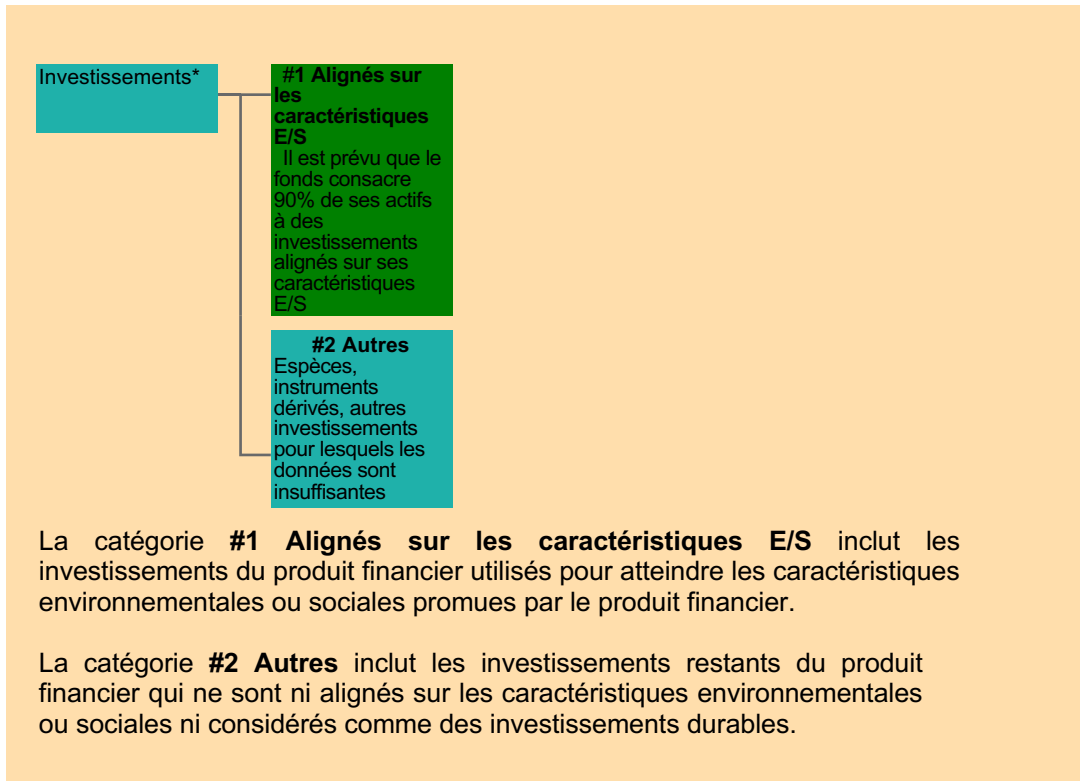 Investissements*
#1 Alignés sur
les
caractéristiques
E/S
Il est prévu que le
fonds consacre
90% de ses actifs
à des
investissements
alignés sur ses
caractéristiques
E/S
#2 Autres
Espèces,
instruments
dérivés, autres
investissements
pour lesquels les
données sont
insuffisantes
La catégorie #1 Alignés sur les caractéristiques E/S inclut les
investissements du produit financier utilisés pour atteindre les caractéristiques
environnementales ou sociales promues par le produit financier.
La catégorie #2 Autres inclut les investissements restants du produit
financier qui ne sont ni alignés sur les caractéristiques environnementales
ou sociales ni considérés comme des investissements durables.